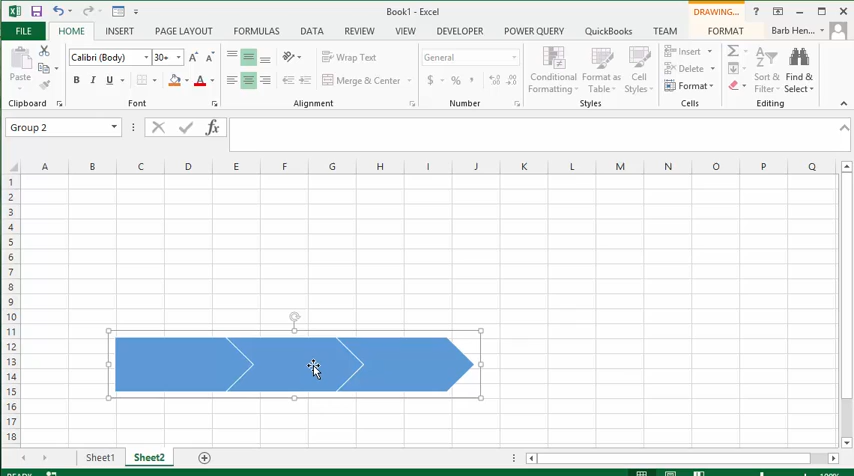 Book1 - Excel
DRAWING...
?
FILE
HOME
INSERT
PAGE LAYOUT
FORMULAS
DATA
REVIEW
VIEW
DEVELOPER
POWER QUERY
QuickBooks
TEAM
FORMAT
Barb Hen...
Paste
Clipboard
Calibri (Body)
30+
A A
B I U
A
Font
Wrap Text
Merge & Center
Alignment
General
$ % ,
Number
Conditional
Formatting
Format as
Table
Cell
Styles
Styles
Insert
Delete
Format
Cells
Σ
Sort &
Filter
Find &
Select
Editing
Group 2
fx
A B C D E F G H I J K L M N O P Q
1
2
3
4
5
6
7
8
9
10
11
12
13
14
15
16
17
18
Sheet1
Sheet2
READY